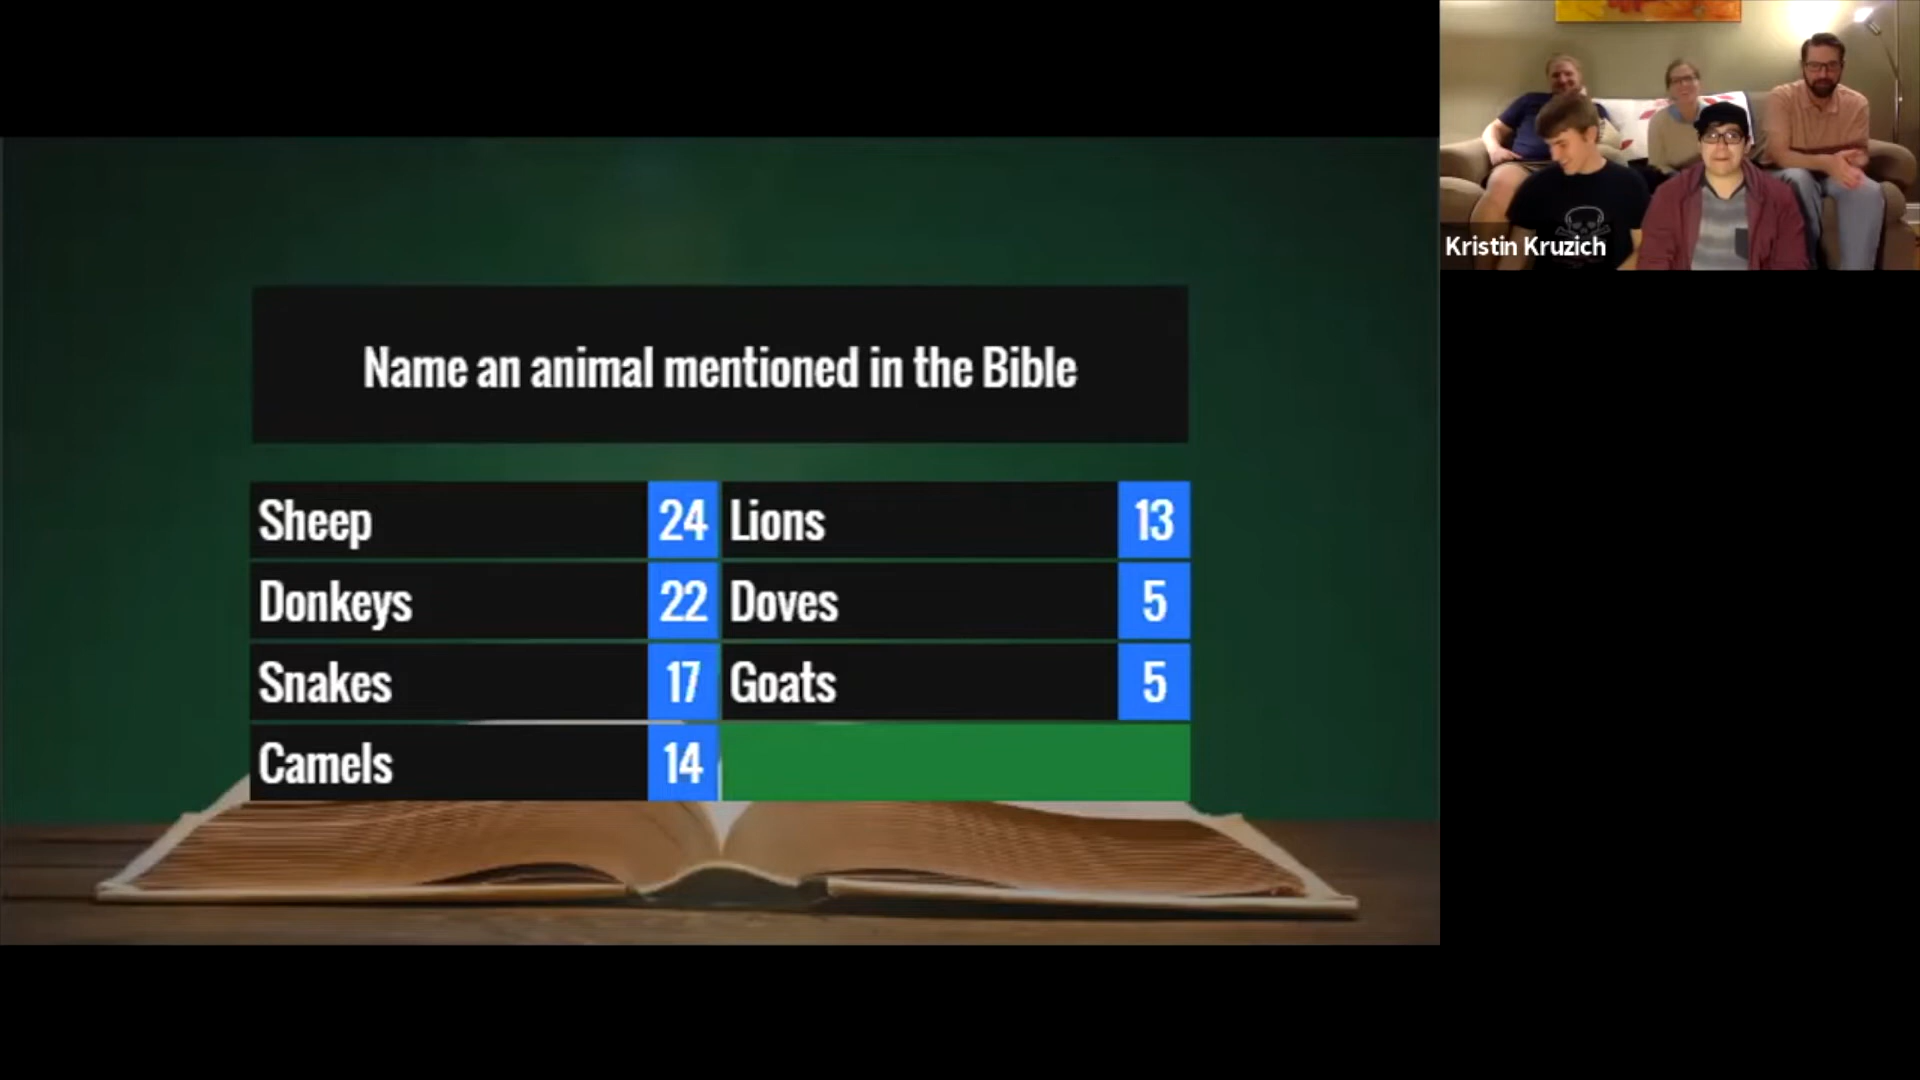 Name an animal mentioned in the Bible
Sheep 24 Lions 13
Donkeys 22 Doves 5
Snakes 17 Goats 5
Camels 14
Kristin Kruzich